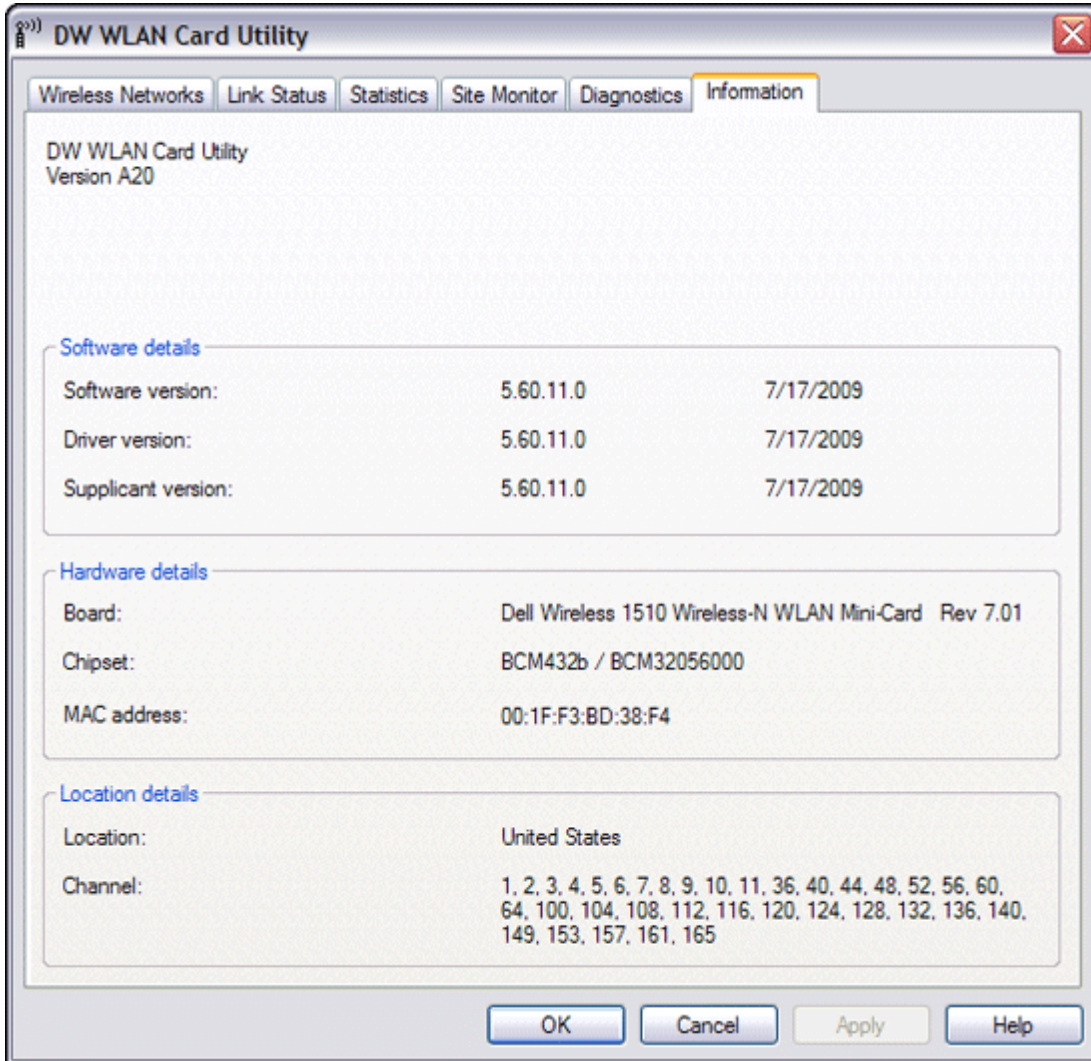 DW WLAN Card Utility
Wireless Networks Link Status Statistics Site Monitor Diagnostics Information
DW WLAN Card Utility
Version A20
Software details
Software version: 5.60.11.0 7/17/2009
Driver version: 5.60.11.0 7/17/2009
Supplicant version: 5.60.11.0 7/17/2009
Hardware details
Board: Dell Wireless 1510 Wireless-N WLAN Mini-Card Rev 7.01
Chipset: BCM432b / BCM32056000
MAC address: 00:1F:F3:BD:38:F4
Location details
Location: United States
Channel: 1, 2, 3, 4, 5, 6, 7, 8, 9, 10, 11, 36, 40, 44, 48, 52, 56, 60,
64, 100, 104, 108, 112, 116, 120, 124, 128, 132, 136, 140,
149, 153, 157, 161, 165
OK Cancel Apply Help